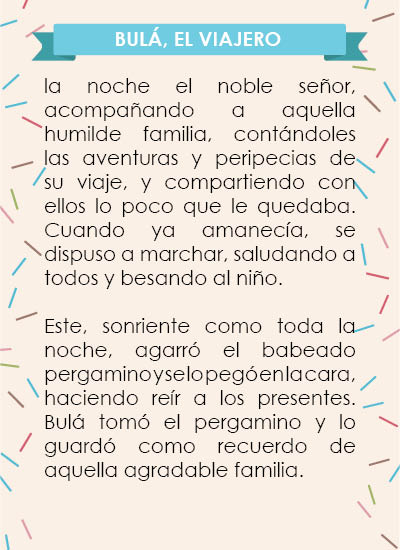 BULÁ, EL VIAJERO
la noche el noble señor,
acompañando a aquella
humilde familia, contándoles
las aventuras y peripecias de
su viaje, y compartiendo con
ellos lo poco que le quedaba.
Cuando ya amanecía, se
dispuso a marchar, saludando a
todos y besando al niño.
Este, sonriente como toda la
noche, agarró el babeado
pergamino y se lo pegó en la cara,
haciendo reír a los presentes.
Bulá tomó el pergamino y lo
guardó como recuerdo de
aquella agradable familia.